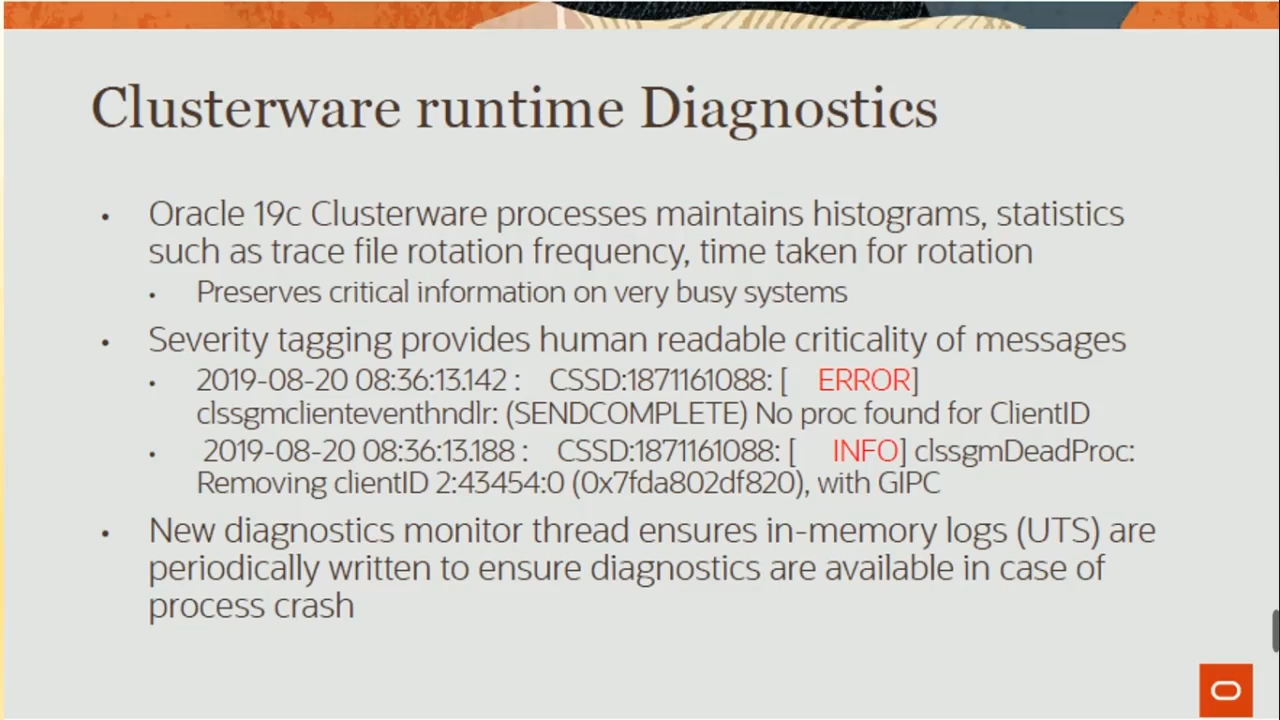 Clusterware runtime Diagnostics
• Oracle 19c Clusterware processes maintains histograms, statistics
such as trace file rotation frequency, time taken for rotation
• Preserves critical information on very busy systems
• Severity tagging provides human readable criticality of messages
• 2019-08-20 08:36:13.142 : CSSD:1871161088: [ ERROR]
clssgmclienteventhndlr: (SENDCOMPLETE) No proc found for ClientID
• 2019-08-20 08:36:13.188 : CSSD:1871161088: [ INFO] clssgmDeadProc:
Removing clientID 2:43454:0 (0x7fda802df820), with GIPC
• New diagnostics monitor thread ensures in-memory logs (UTS) are
periodically written to ensure diagnostics are available in case of
process crash